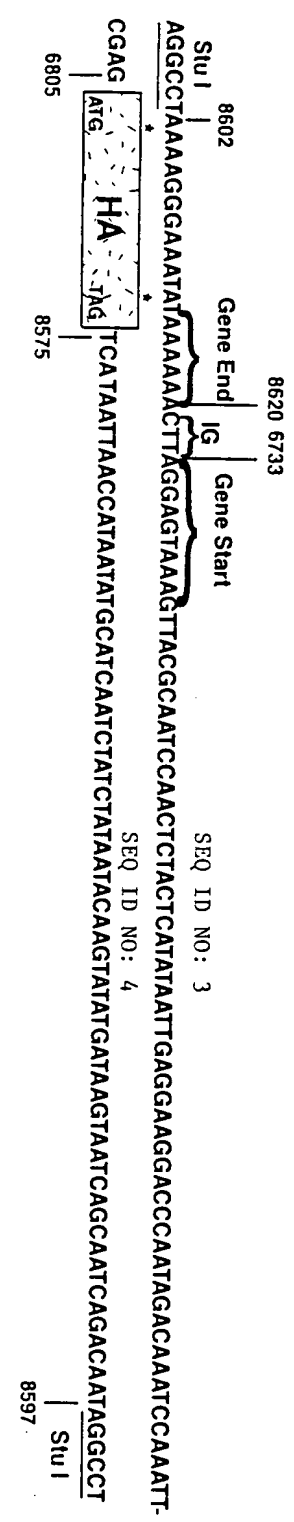 8602 8620 6733
Stu I Gene End IG Gene Start
AGGCCTAAAAGGGAAATATAAAAAACTTAGGAGTAAAGTTACGCAATCCAACTCTACTCATATAATTGAGGAAGGACCCAATAGACAAATCCAAATT-
SEQ ID NO: 3
* *
SEQ ID NO: 4
CGAG ATG HA TAG TCATAATTAACCATAATATGCATCAATCTATCTATAATACAAGTATATGATAAGTAATCAGCAATCAGACAATAGGCCT
6805 8575 8597 Stu I